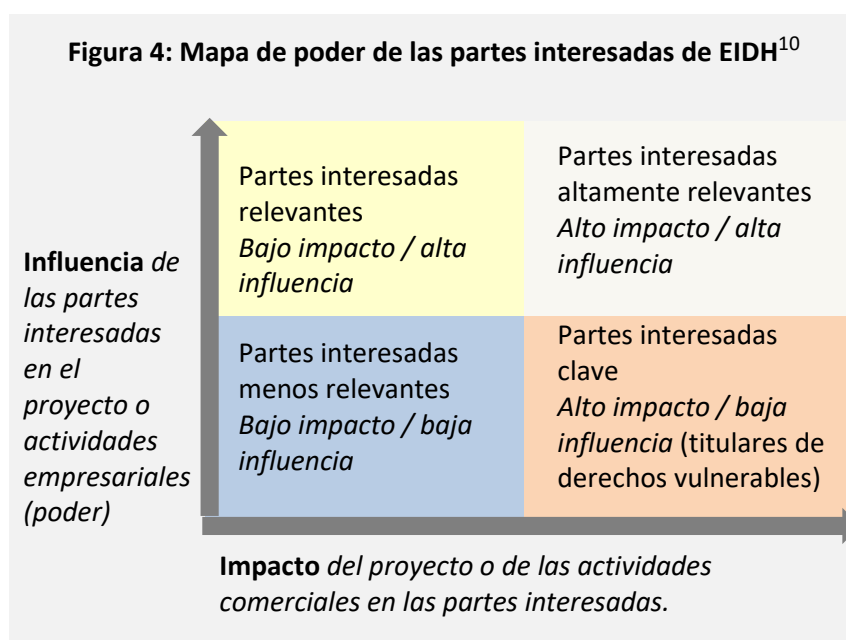 Figura 4: Mapa de poder de las partes interesadas de EIDH10
Partes interesadas
relevantes
Bajo impacto / alta
influencia
Partes interesadas
altamente relevantes
Alto impacto / alta
influencia
Influencia de
las partes
interesadas
en el
proyecto o
actividades
empresariales
(poder)
Partes interesadas
menos relevantes
Bajo impacto / baja
influencia
Partes interesadas
clave
Alto impacto / baja
influencia (titulares de
derechos vulnerables)
Impacto del proyecto o de las actividades
comerciales en las partes interesadas.